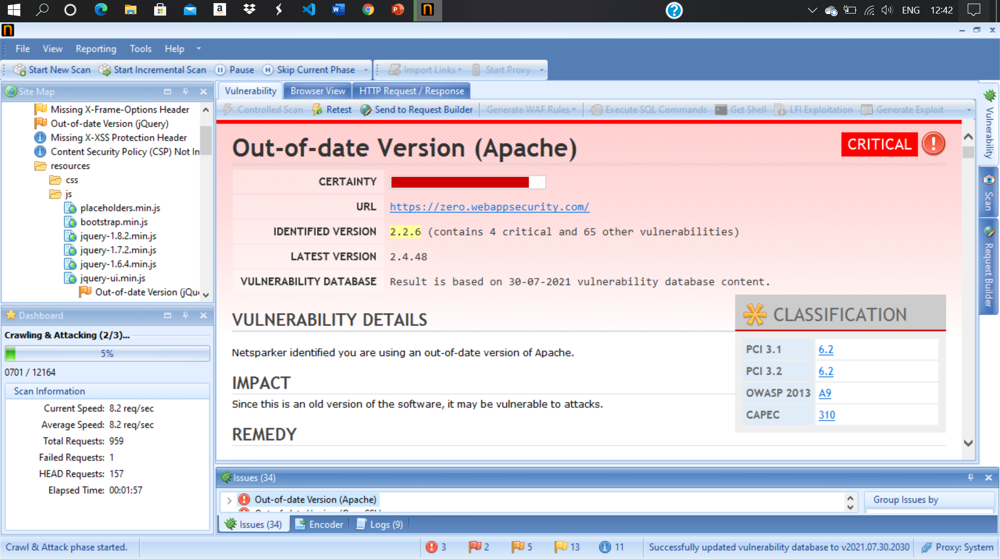 ENG 12:42
File View Reporting Tools Help
Start New Scan Start Incremental Scan Pause Skip Current Phase Import Links Start Proxy
Site Map
Missing X-Frame-Options Header
Out-of-date Version (jQuery)
Missing X-XSS Protection Header
Content Security Policy (CSP) Not In
resources
css
js
placeholders.min.js
bootstrap.min.js
jquery-1.8.2.min.js
jquery-1.7.2.min.js
jquery-1.6.4.min.js
jquery-ui.min.js
Out-of-date Version (jQu
Dashboard
Crawling & Attacking (2/3)...
5%
0701 / 12164
Scan Information
Current Speed: 8.2 req/sec
Average Speed: 8.2 req/sec
Total Requests: 959
Failed Requests: 1
HEAD Requests: 157
Elapsed Time: 00:01:57
Vulnerability Browser View HTTP Request / Response
Controlled Scan Retest Send to Request Builder Generate WAF Rules Execute SQL Commands Get Shell LFI Exploitation Generate Exploit
Out-of-date Version (Apache)
CRITICAL
CERTAINTY
URL https://zero.webappsecurity.com/
IDENTIFIED VERSION 2.2.6 (contains 4 critical and 65 other vulnerabilities)
LATEST VERSION 2.4.48
VULNERABILITY DATABASE Result is based on 30-07-2021 vulnerability database content.
VULNERABILITY DETAILS
Netsparker identified you are using an out-of-date version of Apache.
IMPACT
Since this is an old version of the software, it may be vulnerable to attacks.
REMEDY
CLASSIFICATION
PCI 3.1 6.2
PCI 3.2 6.2
OWASP 2013 A9
CAPEC 310
Vulnerability
Scan
Request Builder
Issues (34)
Out-of-date Version (Apache)
Group Issues by
Issues (34) Encoder Logs (9)
Crawl & Attack phase started.
3 2 5 13 11
Successfully updated vulnerability database to v2021.07.30.2030
Proxy: System